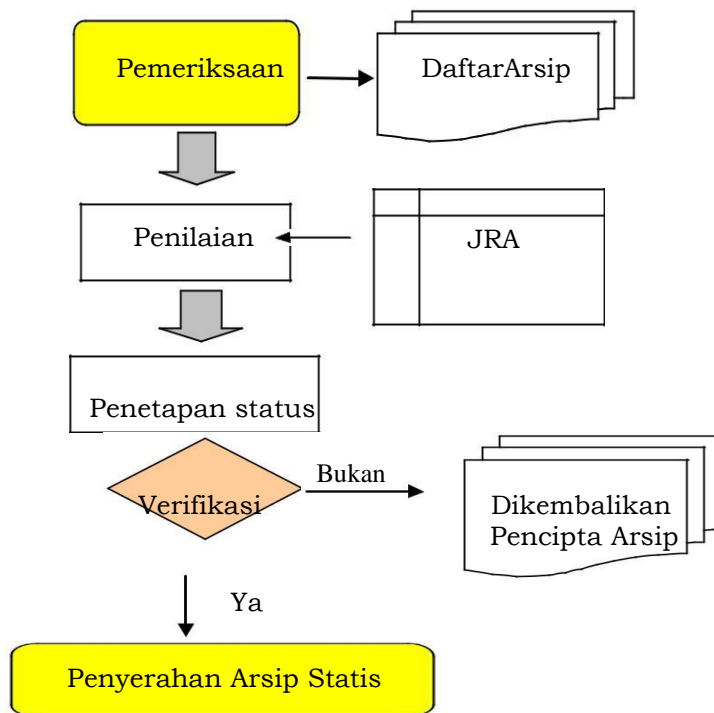 Pemeriksaan
DaftarArsip
Penilaian
JRA
Penetapan status
Verifikasi
Bukan
Dikembalikan
Pencipta Arsip
Ya
Penyerahan Arsip Statis